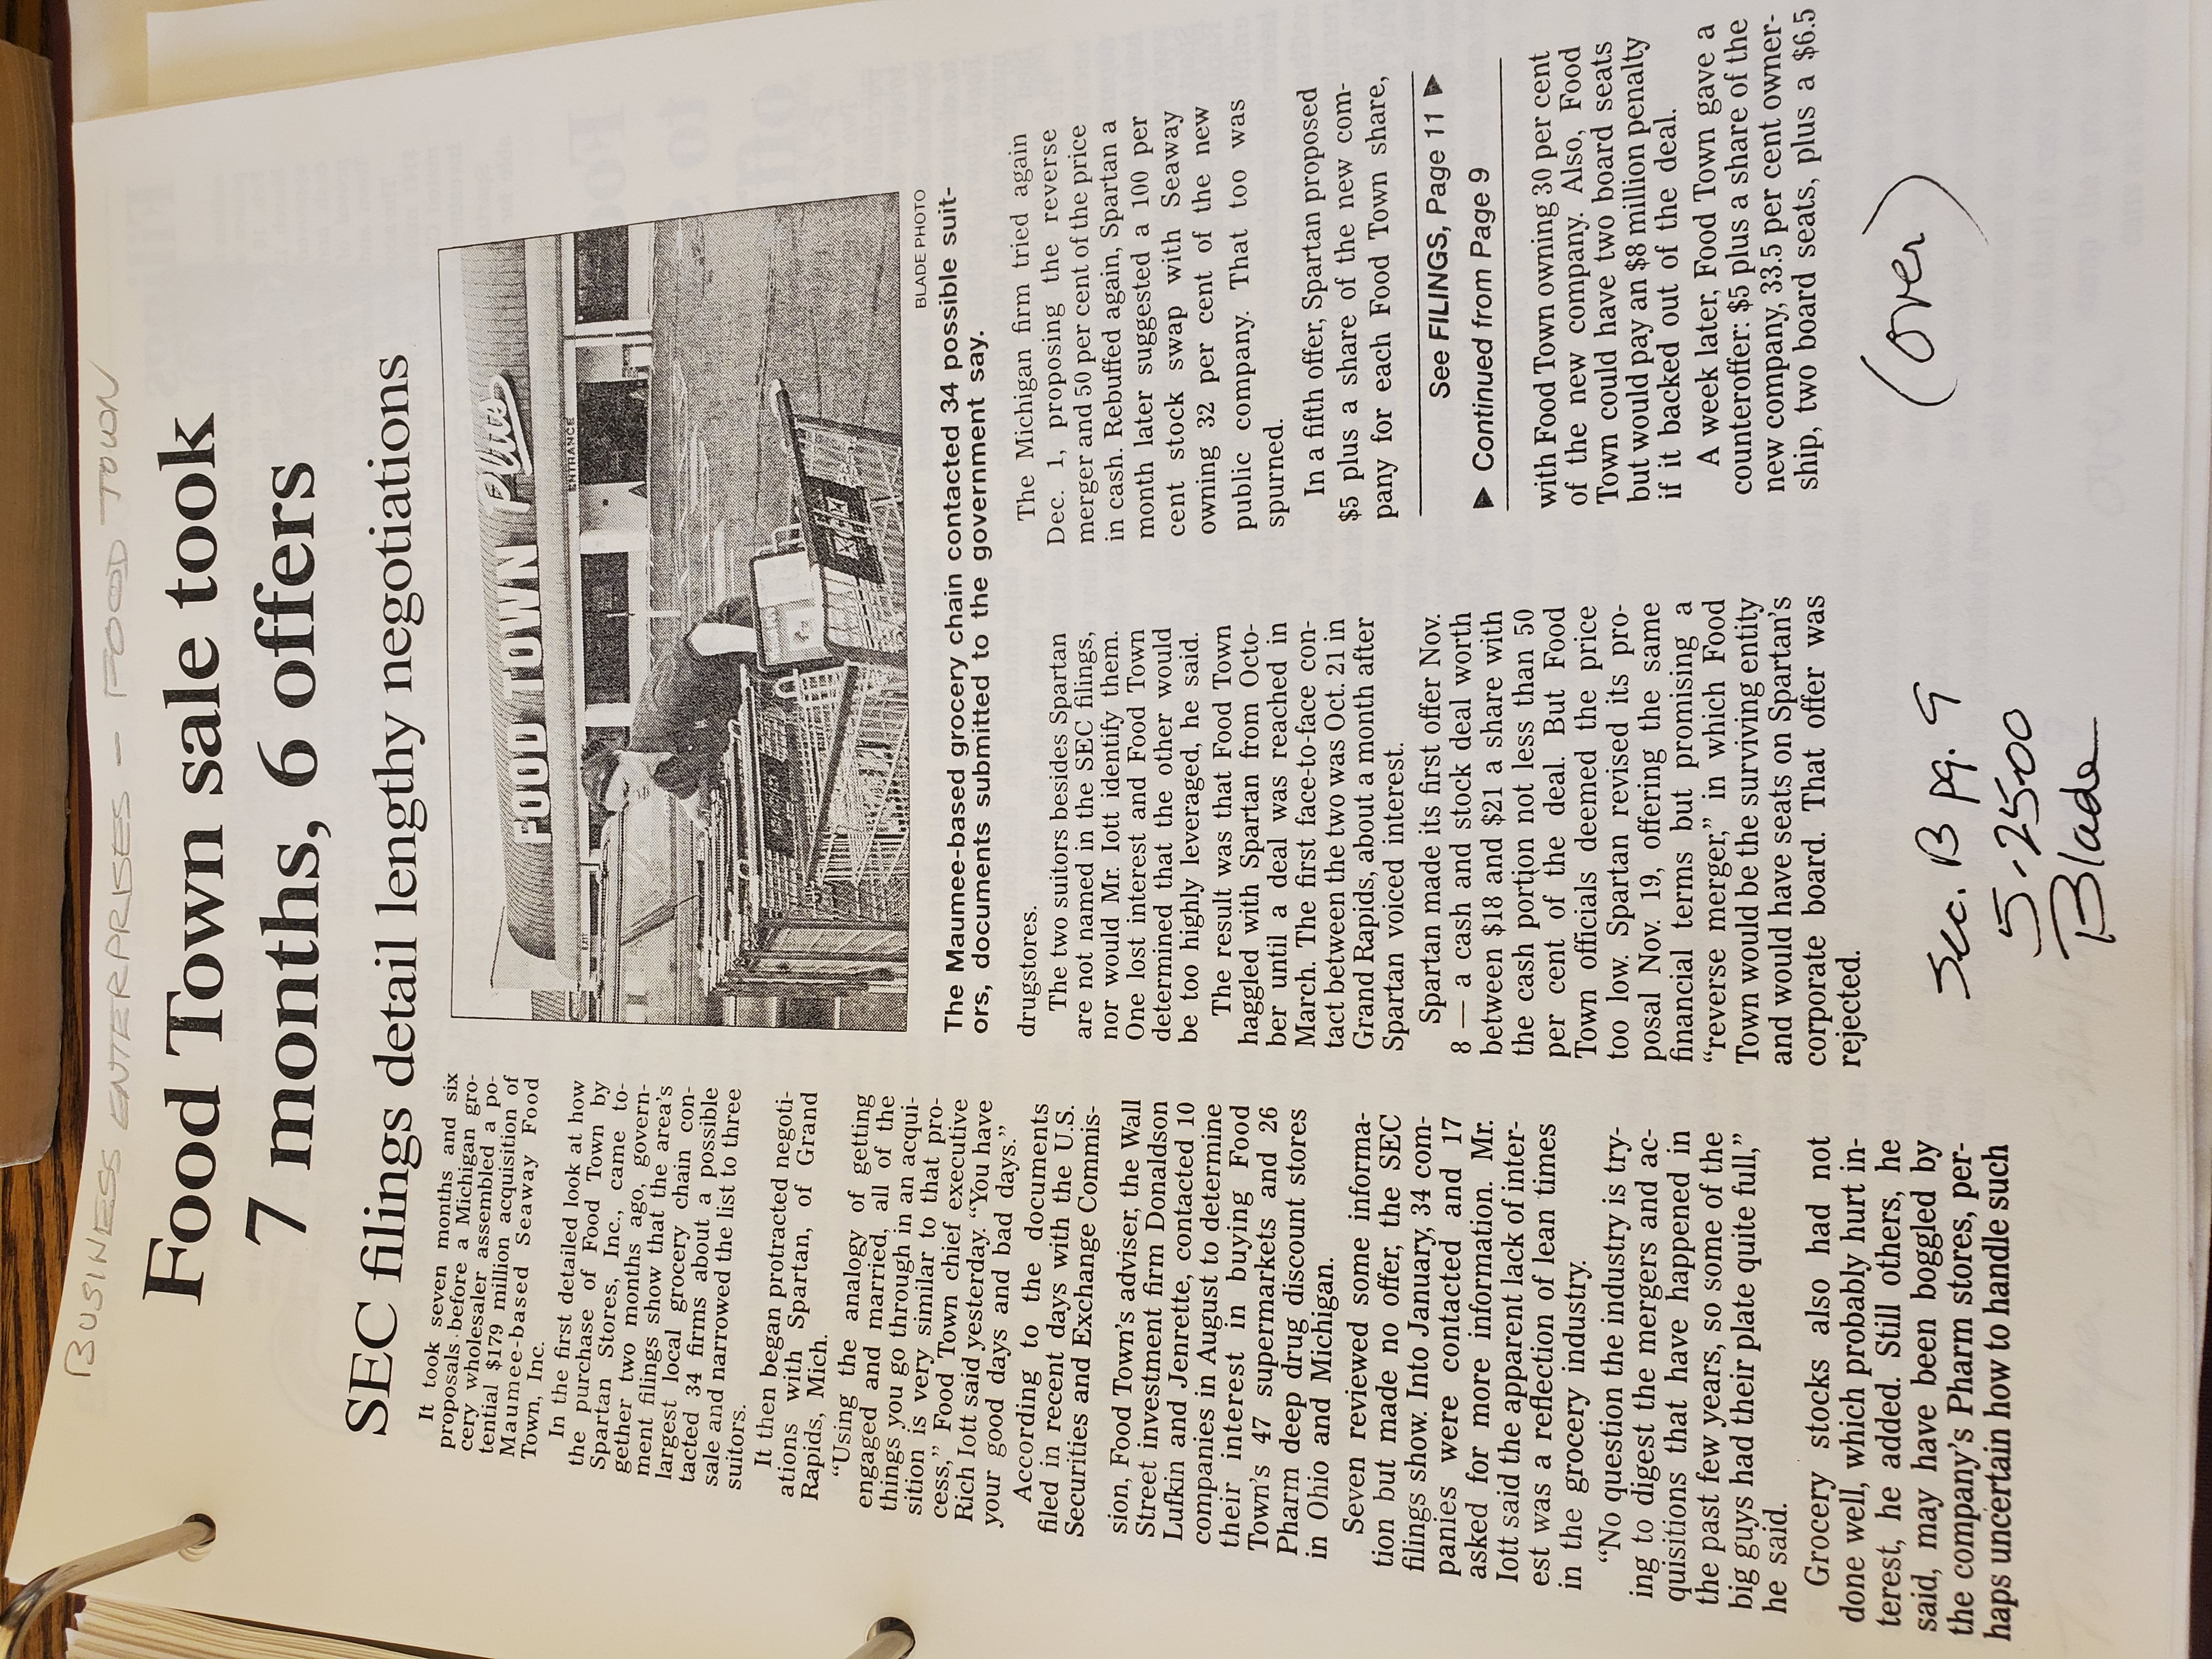 BUSINESS ENTERPRISES - FOOD TOWN
Food Town sale took
7 months, 6 offers
SEC filings detail lengthy negotiations
It took seven months and six
proposals before a Michigan gro-
cery wholesaler assembled a po-
tential $179 million acquisition of
Maumee-based Seaway Food
Town, Inc.
In the first detailed look at how
the purchase of Food Town by
Spartan Stores, Inc., came to-
gether two months ago, govern-
ment filings show that the area's
largest local grocery chain con-
tacted 34 firms about a possible
sale and narrowed the list to three
suitors.
It then began protracted negoti-
ations with Spartan, of Grand
Rapids, Mich.
"Using the analogy of getting
engaged and married, all of the
things you go through in an acqui-
sition is very similar to that pro-
cess," Food Town chief executive
Rich Iott said yesterday. "You have
your good days and bad days."
According to the documents
filed in recent days with the U.S.
Securities and Exchange Commis-
sion, Food Town's adviser, the Wall
Street investment firm Donaldson
Lufkin and Jenrette, contacted 10
companies in August to determine
their interest in buying Food
Town's 47 supermarkets and 26
Pharm deep drug discount stores
in Ohio and Michigan.
Seven reviewed some informa-
tion but made no offer, the SEC
filings show. Into January, 34 com-
panies were contacted and 17
asked for more information. Mr.
Iott said the apparent lack of inter-
est was a reflection of lean times
in the grocery industry.
"No question the industry is try-
ing to digest the mergers and ac-
quisitions that have happened in
the past few years, so some of the
big guys had their plate quite full,"
he said.
Grocery stocks also had not
done well, which probably hurt in-
terest, he added. Still others, he
said, may have been boggled by
the company's Pharm stores, per-
haps uncertain how to handle such
FOOD TOWN Plus
ENTRANCE
EXIT
BLADE PHOTO
The Maumee-based grocery chain contacted 34 possible suit-
ors, documents submitted to the government say.
drugstores.
The two suitors besides Spartan
are not named in the SEC filings,
nor would Mr. Iott identify them.
One lost interest and Food Town
determined that the other would
be too highly leveraged, he said.
The result was that Food Town
haggled with Spartan from Octo-
ber until a deal was reached in
March. The first face-to-face con-
tact between the two was Oct. 21 in
Grand Rapids, about a month after
Spartan voiced interest.
Spartan made its first offer Nov.
8 — a cash and stock deal worth
between $18 and $21 a share with
the cash portion not less than 50
per cent of the deal. But Food
Town officials deemed the price
too low. Spartan revised its pro-
posal Nov. 19, offering the same
financial terms but promising a
"reverse merger," in which Food
Town would be the surviving entity
and would have seats on Spartan's
corporate board. That offer was
rejected.
The Michigan firm tried again
Dec. 1, proposing the reverse
merger and 50 per cent of the price
in cash. Rebuffed again, Spartan a
month later suggested a 100 per
cent stock swap with Seaway
owning 32 per cent of the new
public company. That too was
spurned.
In a fifth offer, Spartan proposed
$5 plus a share of the new com-
pany for each Food Town share,
See FILINGS, Page 11 ▶
▶ Continued from Page 9
with Food Town owning 30 per cent
of the new company. Also, Food
Town could have two board seats
but would pay an $8 million penalty
if it backed out of the deal.
A week later, Food Town gave a
counteroffer: $5 plus a share of the
new company, 33.5 per cent owner-
ship, two board seats, plus a $6.5
Sec. B pg. 9
5-25-00
Blade
(over)